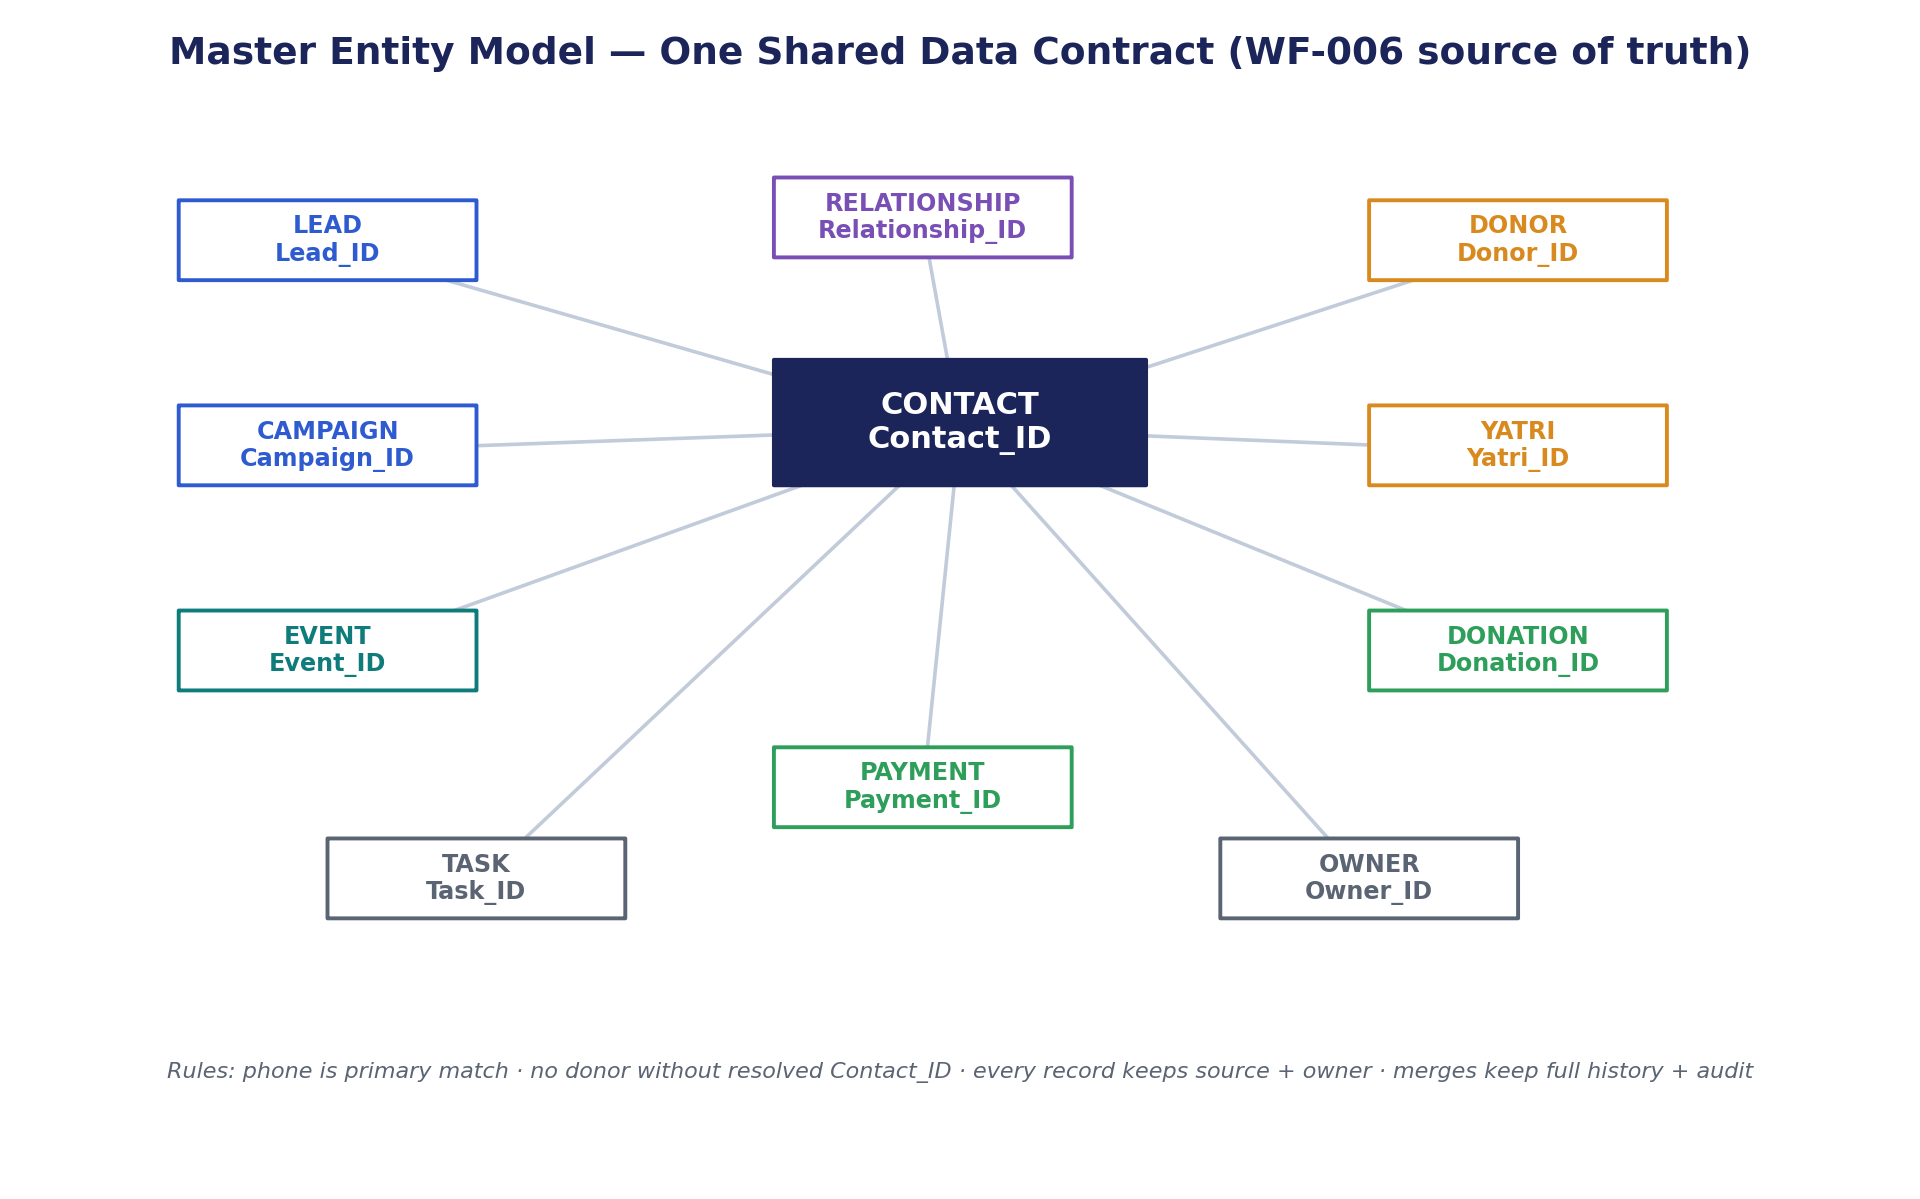 Master Entity Model — One Shared Data Contract (WF-006 source of truth)
RELATIONSHIP
Relationship_ID
LEAD
Lead_ID
DONOR
Donor_ID
CONTACT
Contact_ID
CAMPAIGN
Campaign_ID
YATRI
Yatri_ID
EVENT
Event_ID
DONATION
Donation_ID
PAYMENT
Payment_ID
TASK
Task_ID
OWNER
Owner_ID
Rules: phone is primary match · no donor without resolved Contact_ID · every record keeps source + owner · merges keep full history + audit